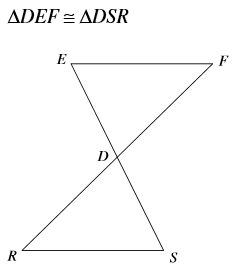 ΔDEF ≅ ΔDSR
E F
D
R S